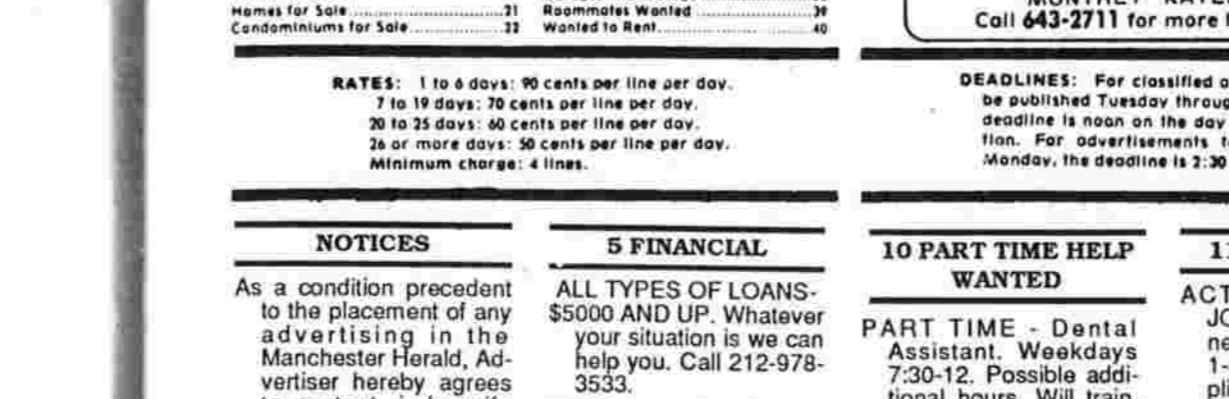 Homes for Sale 21
Condominiums for Sale 22
Roommates Wanted
Wanted to Rent 40
Call 643-2711 for more
RATES: 1 to 6 days: 90 cents per line per day.
7 to 19 days: 70 cents per line per day.
20 to 25 days: 60 cents per line per day.
26 or more days: 50 cents per line per day.
Minimum charge: 4 lines.
DEADLINES: For classified
be published Tuesday
deadline is noon on the day
tion. For advertisements
Monday, the deadline is 2:30
NOTICES
As a condition precedent
to the placement of any
advertising in the
Manchester Herald, Ad-
vertiser hereby agrees
5 FINANCIAL
ALL TYPES OF LOANS-
$5000 AND UP. Whatever
your situation is we can
help you. Call 212-978-
3533.
10 PART TIME HELP
WANTED
PART TIME - Dental
Assistant. Weekdays
7:30-12. Possible addi-
tional hours. Will train.